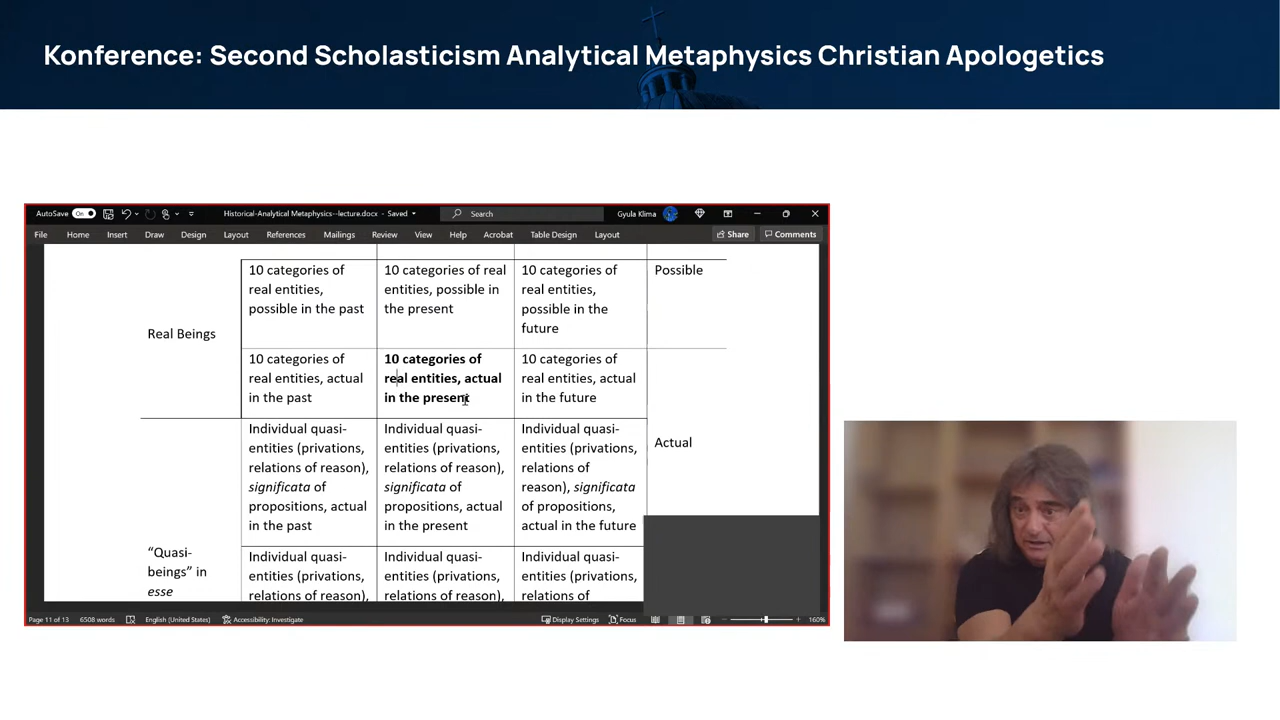 Konference: Second Scholasticism Analytical Metaphysics Christian Apologetics
AutoSave On
Historical-Analytical Metaphysics--lecture.docx - Saved
Search
Gyula Klima
File Home Insert Draw Design Layout References Mailings Review View Help Acrobat Table Design Layout Share Comments
Real Beings
10 categories of
real entities,
possible in the past
10 categories of real
entities, possible in
the present
10 categories of
real entities,
possible in the
future
Possible
10 categories of
real entities, actual
in the past
10 categories of
real entities, actual
in the present
10 categories of
real entities, actual
in the future
Actual
"Quasi-
beings" in
esse
Individual quasi-
entities (privations,
relations of reason),
significata of
propositions, actual
in the past
Individual quasi-
entities (privations,
relations of reason),
significata of
propositions, actual
in the present
Individual quasi-
entities (privations,
relations of
reason), significata
of propositions,
actual in the future
Individual quasi-
entities (privations,
relations of reason),
Individual quasi-
entities (privations,
relations of reason),
Individual quasi-
entities (privations,
relations of
Page 11 of 13 6508 words English (United States) Accessibility: Investigate Display Settings Focus 160%